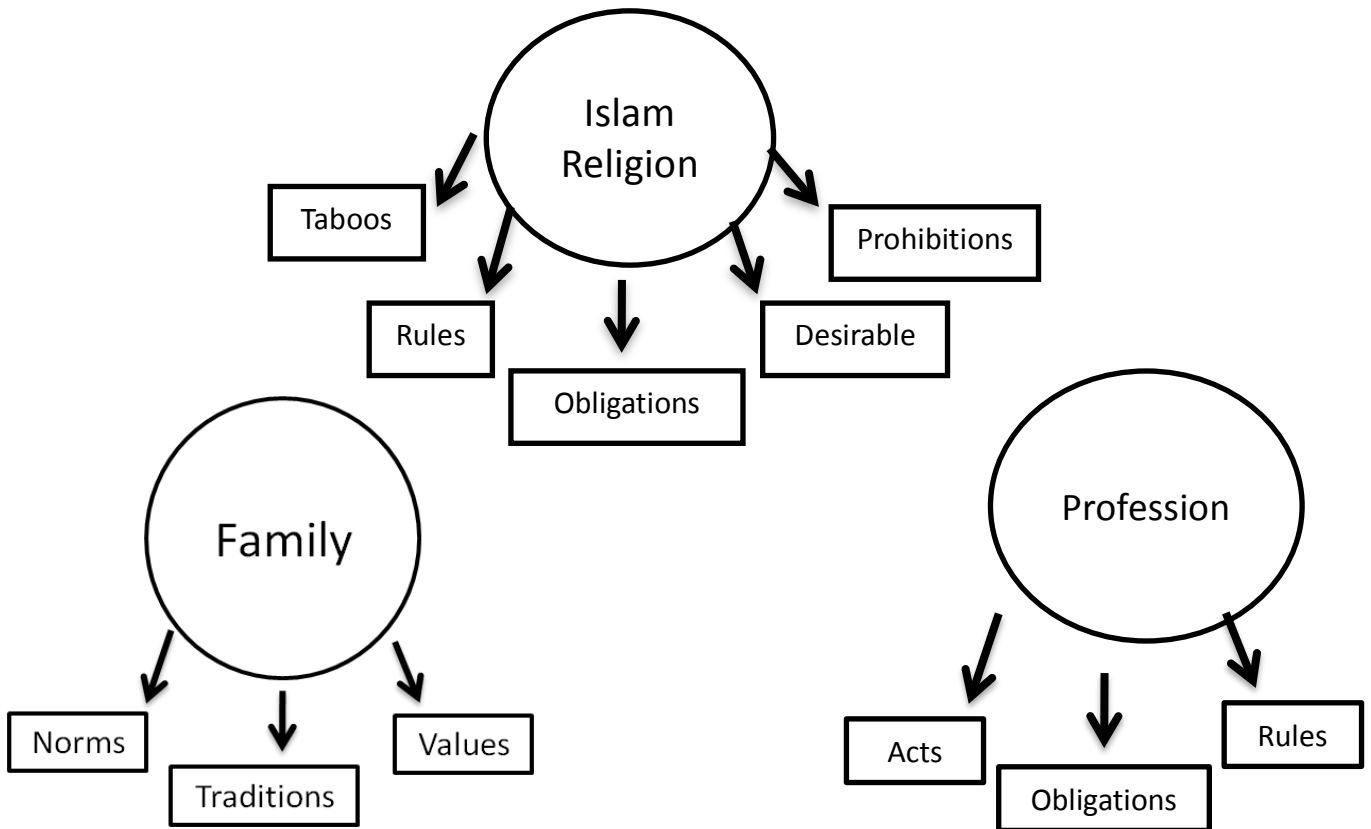 Islam
Religion
Taboos
Prohibitions
Rules
Desirable
Obligations
Family
Profession
Norms
Values
Traditions
Acts
Rules
Obligations